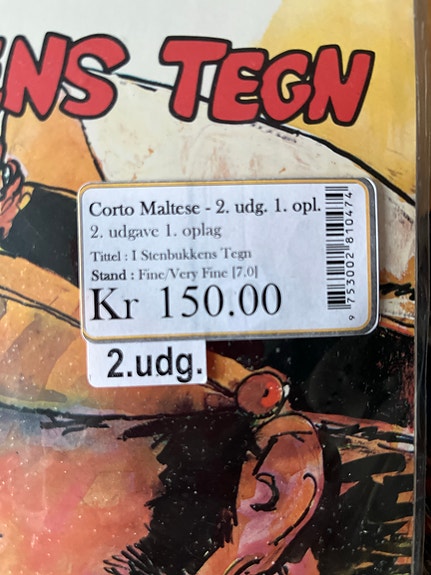 ENS TEGN
Corto Maltese - 2. udg. 1. opl.
2. udgave 1. oplag
Tittel : I Stenbukkens Tegn
Stand : Fine/Very Fine [7.0]
Kr 150.00
9 753002 810474
2.udg.